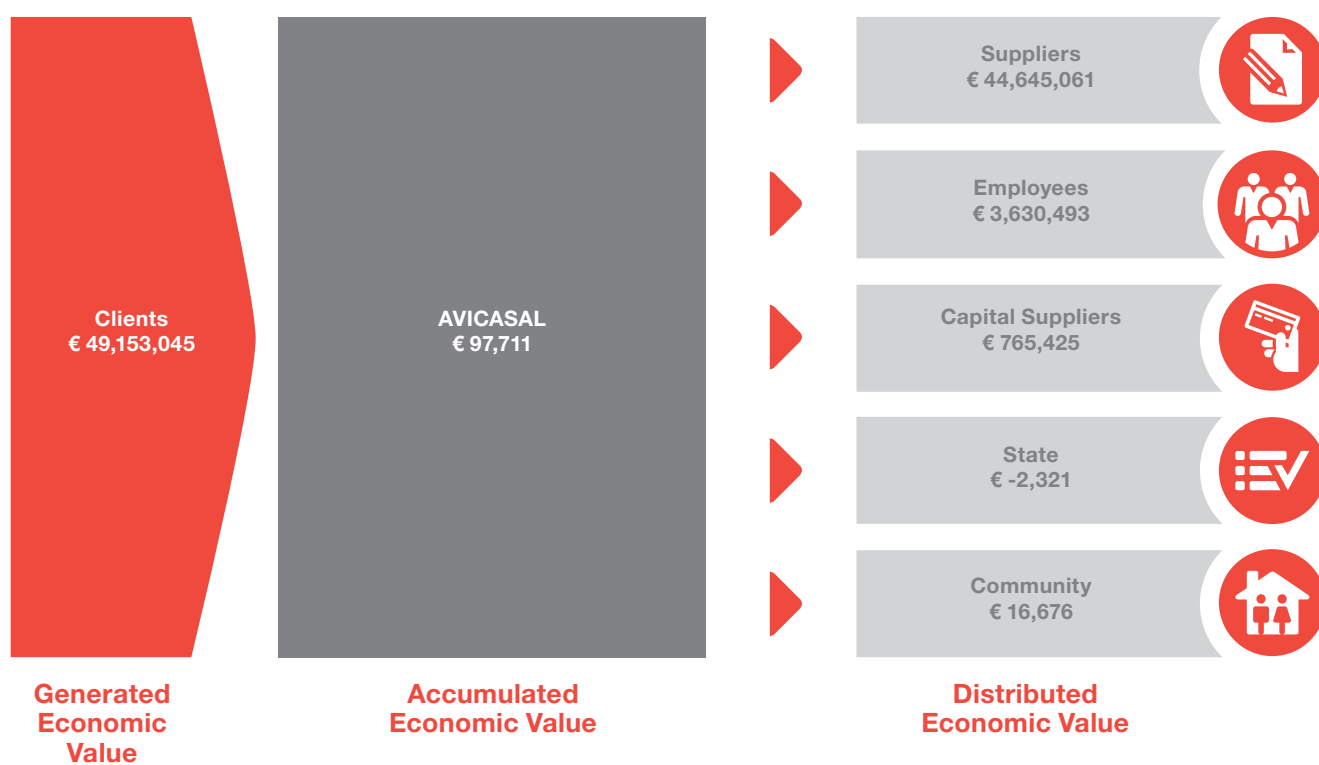 Clients
€ 49,153,045
AVICASAL
€ 97,711
Suppliers
€ 44,645,061
Employees
€ 3,630,493
Capital Suppliers
€ 765,425
State
€ -2,321
Community
€ 16,676
Generated
Economic
Value
Accumulated
Economic Value
Distributed
Economic Value